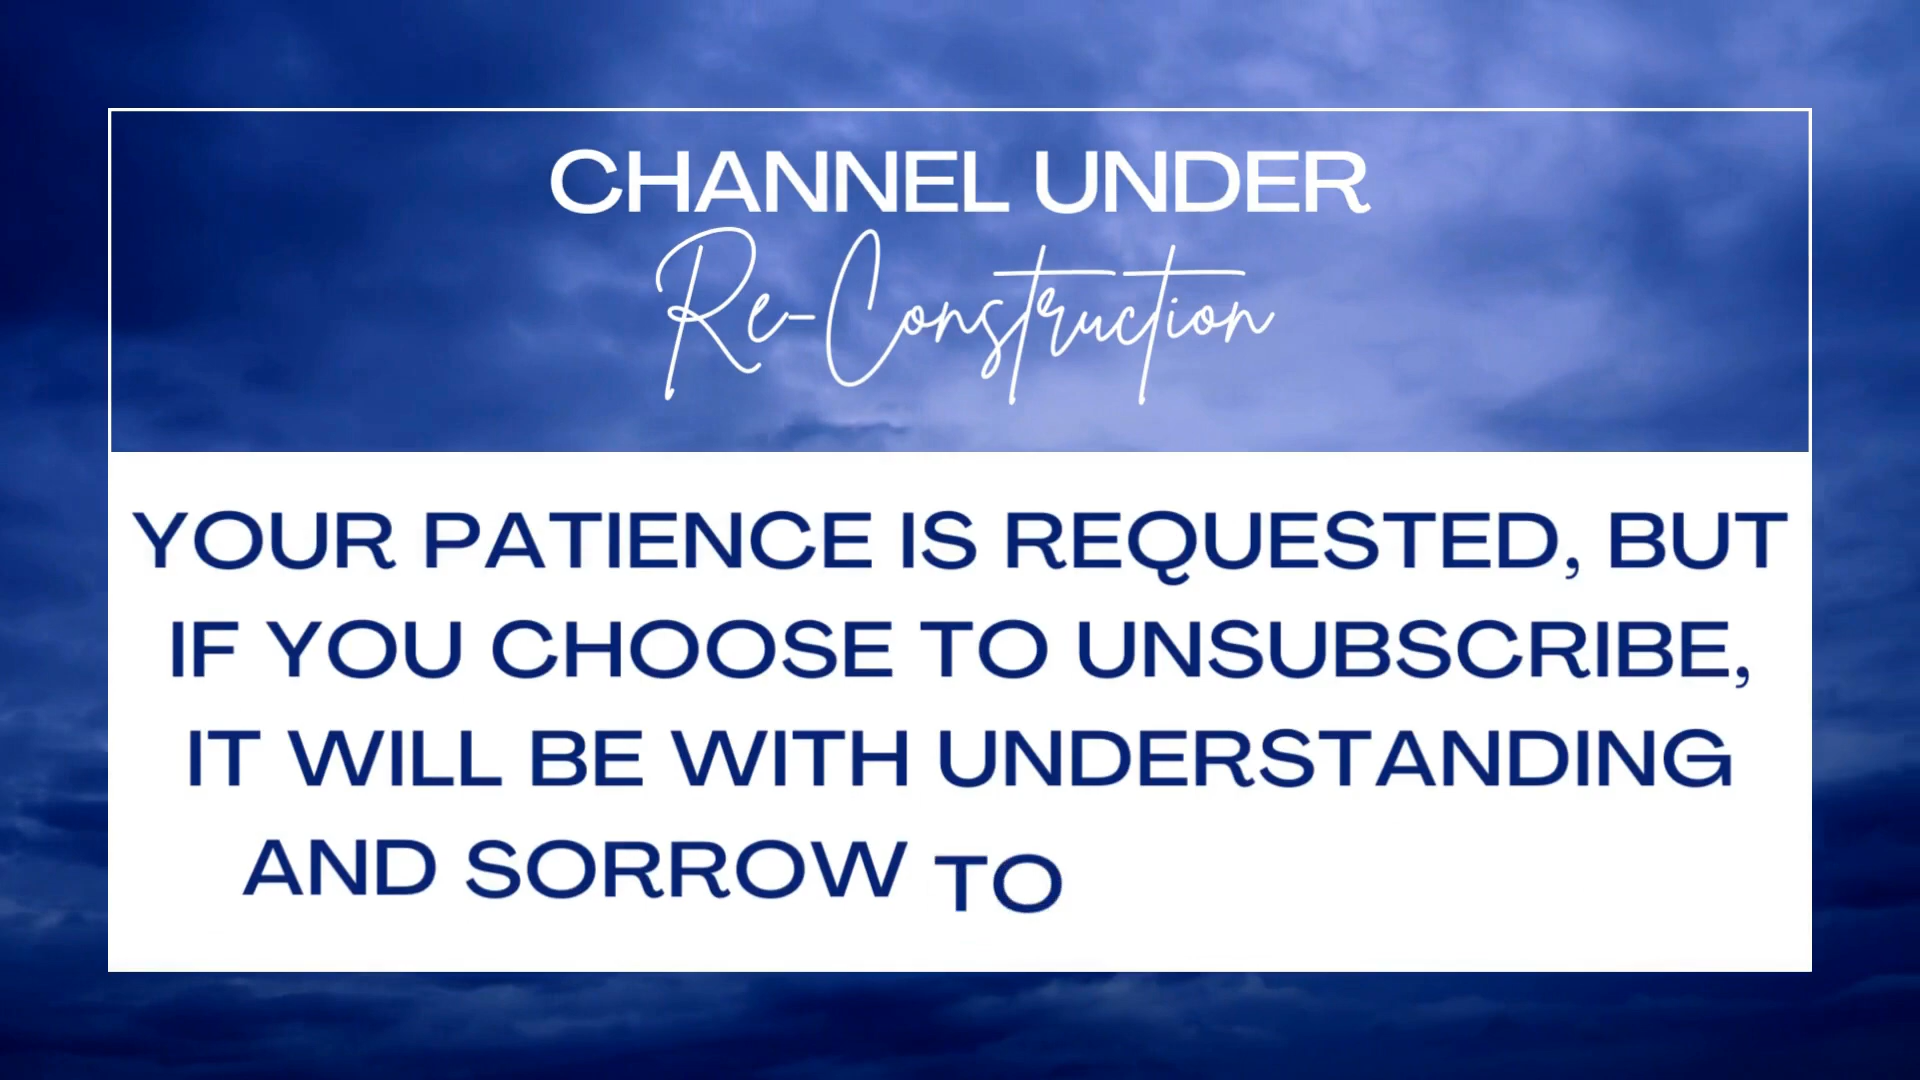 CHANNEL UNDER
Re-Construction
YOUR PATIENCE IS REQUESTED, BUT
IF YOU CHOOSE TO UNSUBSCRIBE,
IT WILL BE WITH UNDERSTANDING
AND SORROW TO